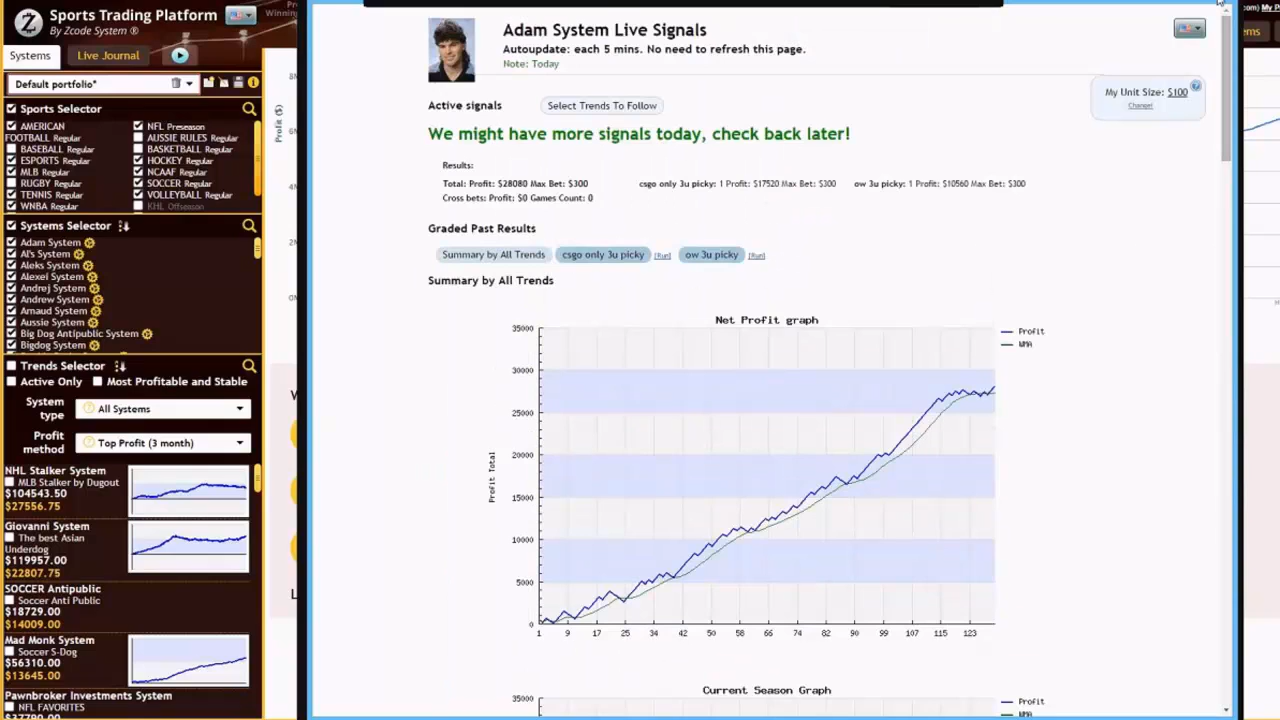 Sports Trading Platform
By Zcode System ®
Systems
Live Journal
Default portfolio*
Sports Selector
AMERICAN FOOTBALL Regular
NFL Preseason
AUSSIE RULES Regular
BASEBALL Regular
BASKETBALL Regular
ESPORTS Regular
HOCKEY Regular
MLB Regular
NCAAF Regular
RUGBY Regular
SOCCER Regular
TENNIS Regular
VOLLEYBALL Regular
WNBA Regular
KHL Offseason
Systems Selector
Adam System
Al's System
Aleks System
Alexei System
Andrej System
Andrew System
Arnaud System
Aussie System
Big Dog Antipublic System
Bigdog System
Trends Selector
Active Only
Most Profitable and Stable
System type
All Systems
Profit method
Top Profit (3 month)
NHL Stalker System
MLB Stalker by Dugout
$104543.50
$27556.75
Giovanni System
The best Asian Underdog
$119957.00
$22807.75
SOCCER Antipublic
Soccer Anti Public
$18729.00
$14009.00
Mad Monk System
Soccer S-Dog
$56310.00
$13645.00
Pawnbroker Investments System
NFL FAVORITES
Profit ($)
Adam System Live Signals
Autoupdate: each 5 mins. No need to refresh this page.
Note: Today
My Unit Size: $100
Change!
Active signals
Select Trends To Follow
We might have more signals today, check back later!
Results:
Total: Profit: $28080 Max Bet: $300
csgo only 3u picky: 1 Profit: $17520 Max Bet: $300
ow 3u picky: 1 Profit: $10560 Max Bet: $300
Cross bets: Profit: $0 Games Count: 0
Graded Past Results
Summary by All Trends
csgo only 3u picky
[Run]
ow 3u picky
[Run]
Summary by All Trends
Net Profit graph
Profit
WMA
Profit Total
35000
30000
25000
20000
15000
10000
5000
0
1 9 17 25 34 42 50 58 66 74 82 90 99 107 115 123
Current Season Graph
35000
Profit
WMA